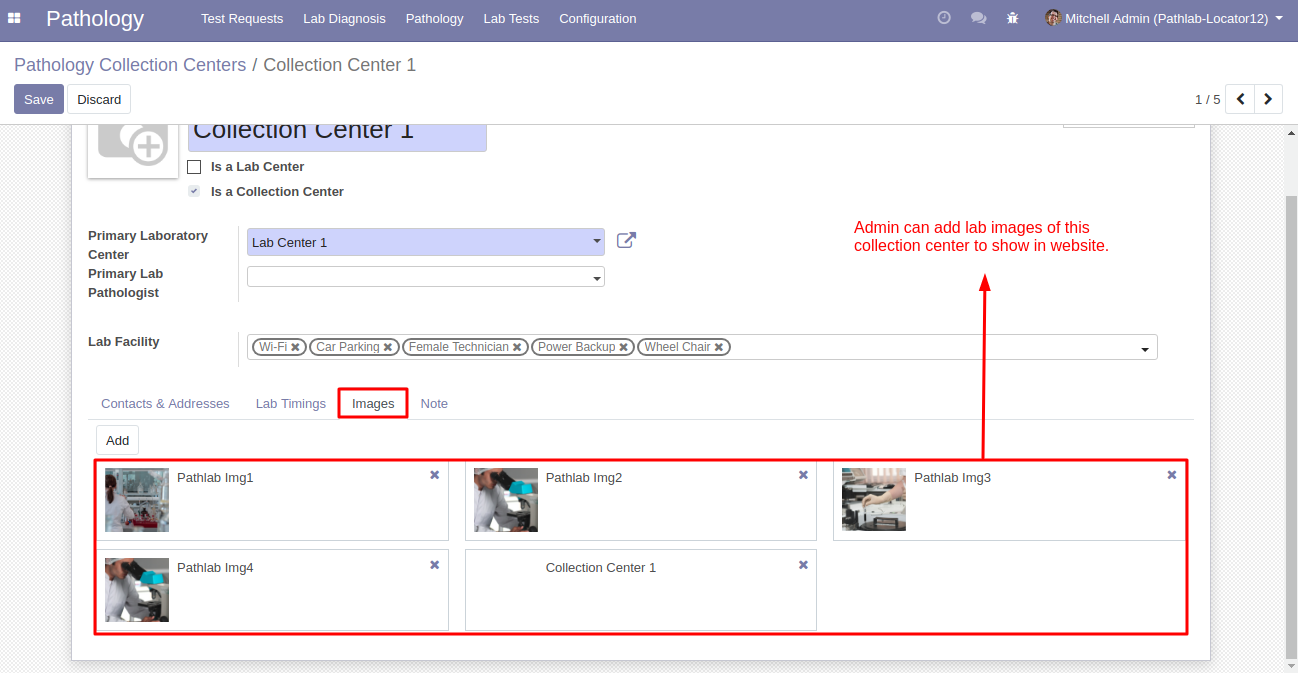 Pathology
Test Requests
Lab Diagnosis
Pathology
Lab Tests
Configuration
Mitchell Admin (Pathlab-Locator12)
Pathology Collection Centers / Collection Center 1
Save
Discard
1 / 5
Collection Center 1
Is a Lab Center
Is a Collection Center
Primary Laboratory
Center
Lab Center 1
Primary Lab
Pathologist
Admin can add lab images of this
collection center to show in website.
Lab Facility
Wi-Fi
Car Parking
Female Technician
Power Backup
Wheel Chair
Contacts & Addresses
Lab Timings
Images
Note
Add
Pathlab Img1
Pathlab Img2
Pathlab Img3
Pathlab Img4
Collection Center 1